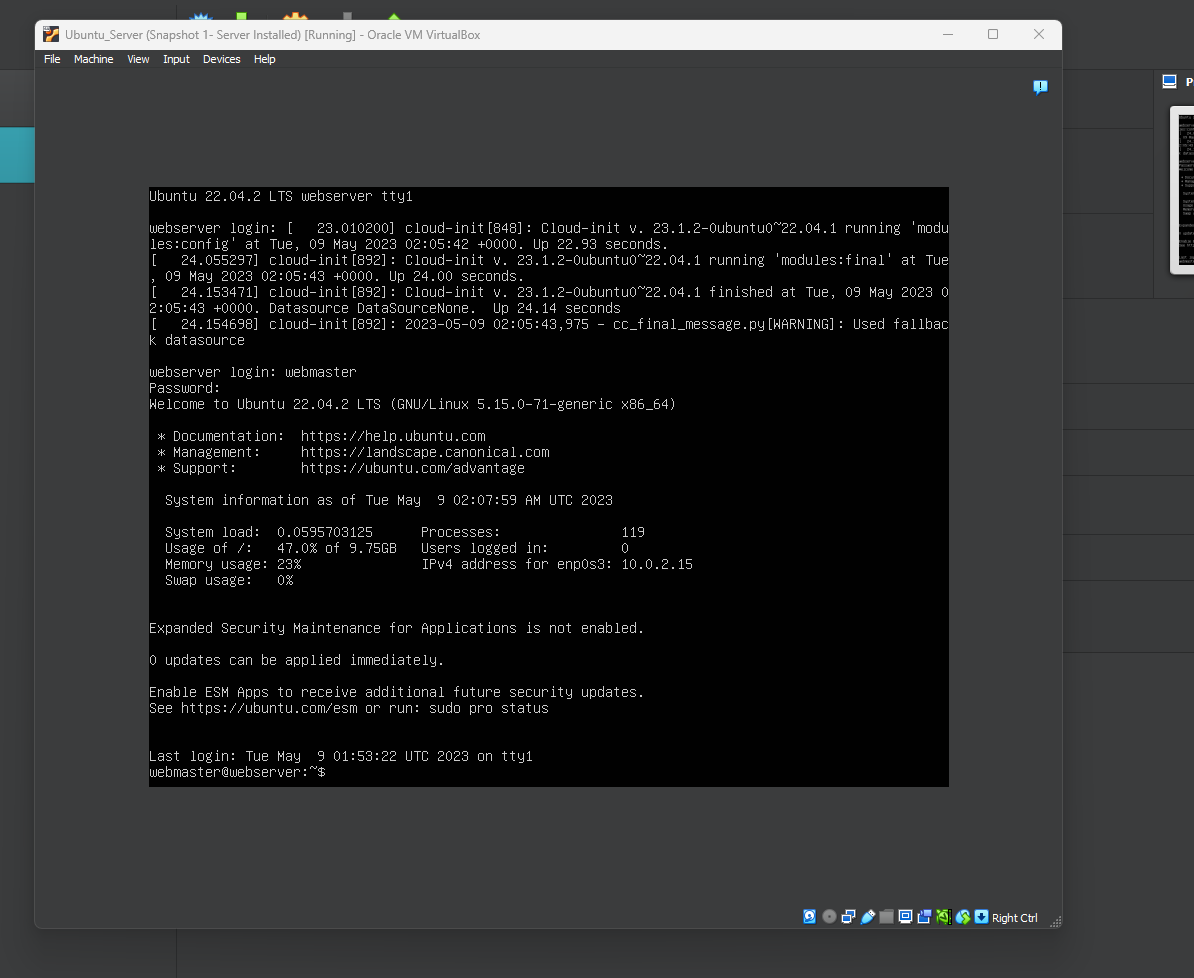 Ubuntu_Server (Snapshot 1- Server Installed) [Running] - Oracle VM VirtualBox
File Machine View Input Devices Help
Ubuntu 22.04.2 LTS webserver tty1
webserver login: [   23.010200] cloud-init[848]: Cloud-init v. 23.1.2-0ubuntu0~22.04.1 running 'modu
les:config' at Tue, 09 May 2023 02:05:42 +0000. Up 22.93 seconds.
[   24.055297] cloud-init[892]: Cloud-init v. 23.1.2-0ubuntu0~22.04.1 running 'modules:final' at Tue
, 09 May 2023 02:05:43 +0000. Up 24.00 seconds.
[   24.153471] cloud-init[892]: Cloud-init v. 23.1.2-0ubuntu0~22.04.1 finished at Tue, 09 May 2023 0
2:05:43 +0000. Datasource DataSourceNone.  Up 24.14 seconds
[   24.154698] cloud-init[892]: 2023-05-09 02:05:43,975 - cc_final_message.py[WARNING]: Used fallbac
k datasource
webserver login: webmaster
Password:
Welcome to Ubuntu 22.04.2 LTS (GNU/Linux 5.15.0-71-generic x86_64)
* Documentation:  https://help.ubuntu.com
* Management:     https://landscape.canonical.com
* Support:        https://ubuntu.com/advantage
System information as of Tue May  9 02:07:59 AM UTC 2023
System load:  0.0595703125      Processes:               119
Usage of /:   47.0% of 9.75GB   Users logged in:         0
Memory usage: 23%               IPv4 address for enp0s3: 10.0.2.15
Swap usage:   0%
Expanded Security Maintenance for Applications is not enabled.
0 updates can be applied immediately.
Enable ESM Apps to receive additional future security updates.
See https://ubuntu.com/esm or run: sudo pro status
Last login: Tue May  9 01:53:22 UTC 2023 on tty1
webmaster@webserver:~$
Right Ctrl